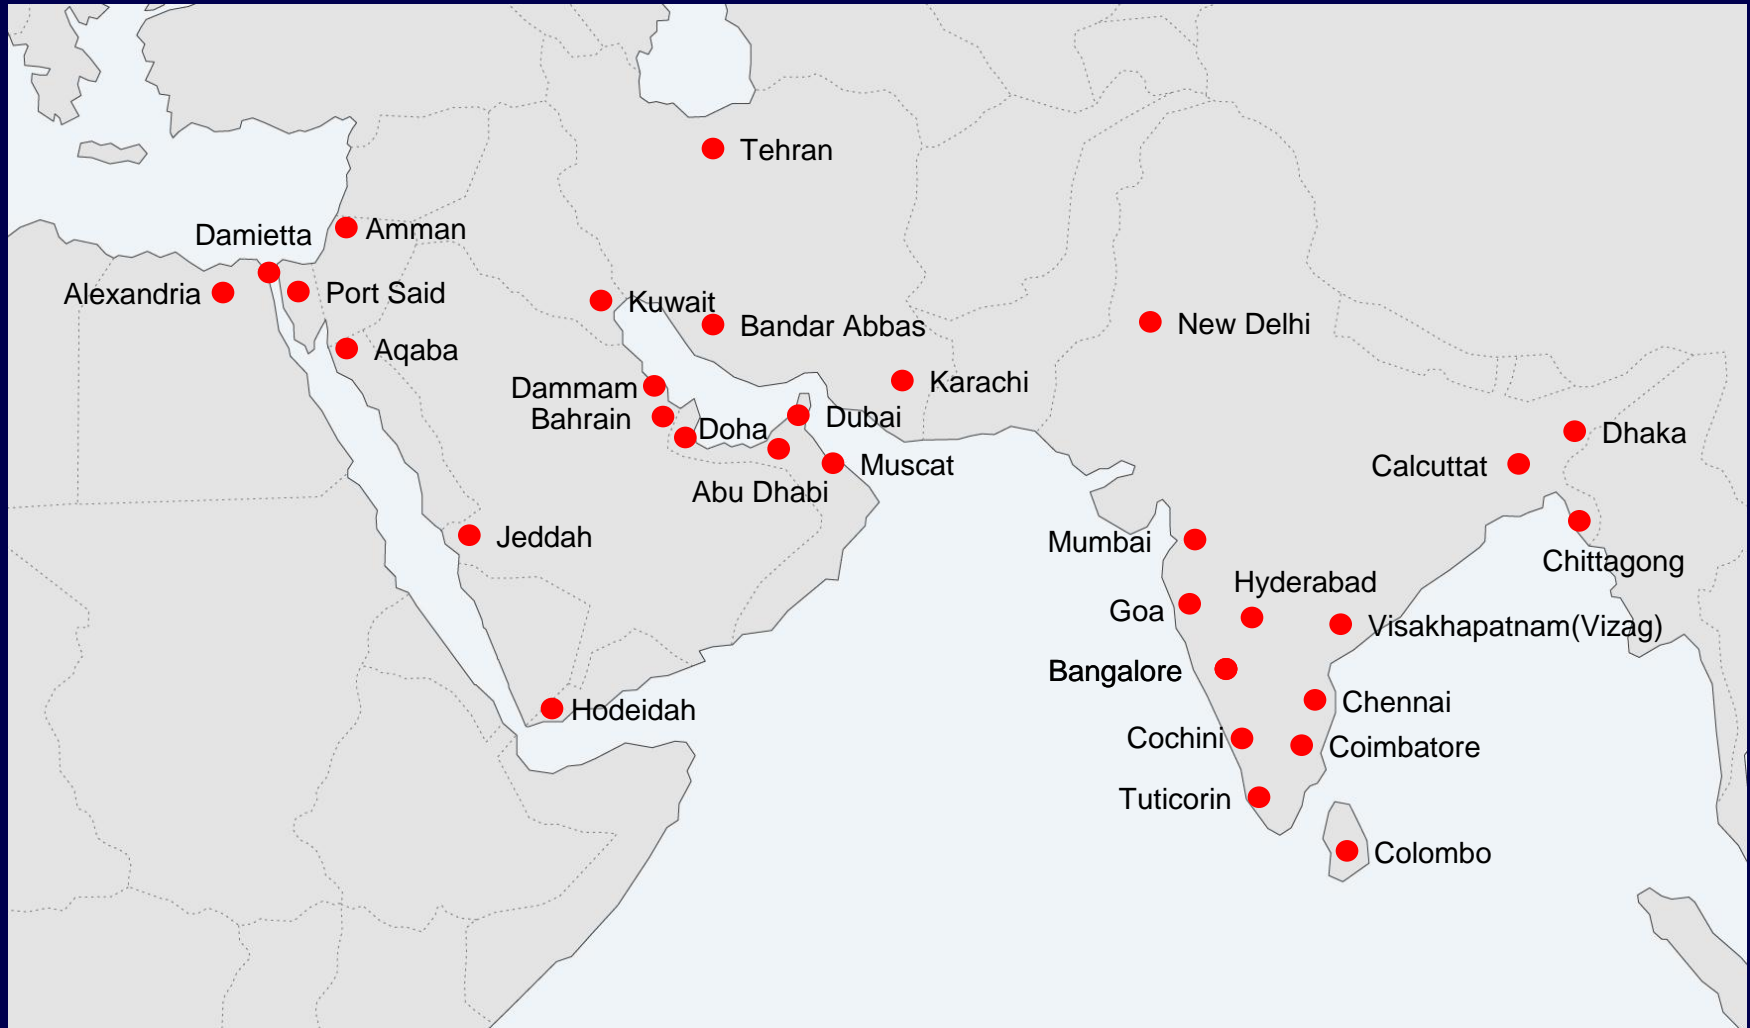 Tehran
Amman
Damietta
Alexandria
Port Said
Kuwait
Bandar Abbas
New Delhi
Aqaba
Karachi
Dammam
Bahrain
Dubai
Doha
Dhaka
Muscat
Calcuttat
Abu Dhabi
Jeddah
Mumbai
Chittagong
Hyderabad
Goa
Visakhapatnam(Vizag)
Bangalore
Chennai
Hodeidah
Cochini
Coimbatore
Tuticorin
Colombo